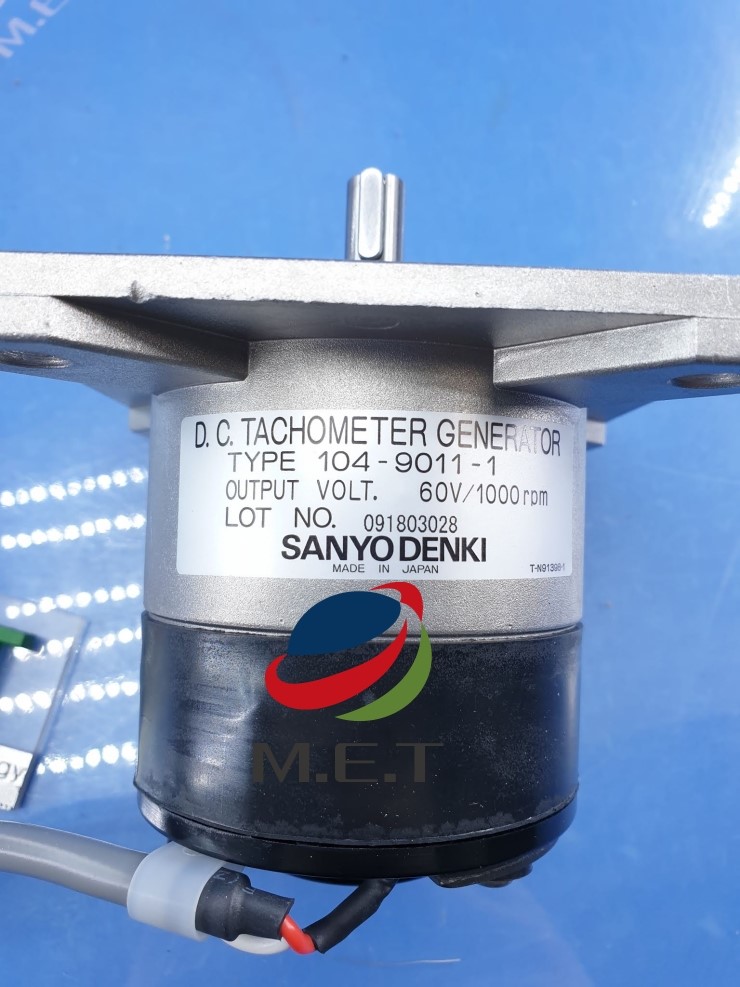 M.E.T
D. C. TACHOMETER GENERATOR
TYPE 104-9011-1
OUTPUT VOLT. 60V/1000rpm
LOT NO. 091803028
SANYO DENKI
MADE IN JAPAN
M.E.T